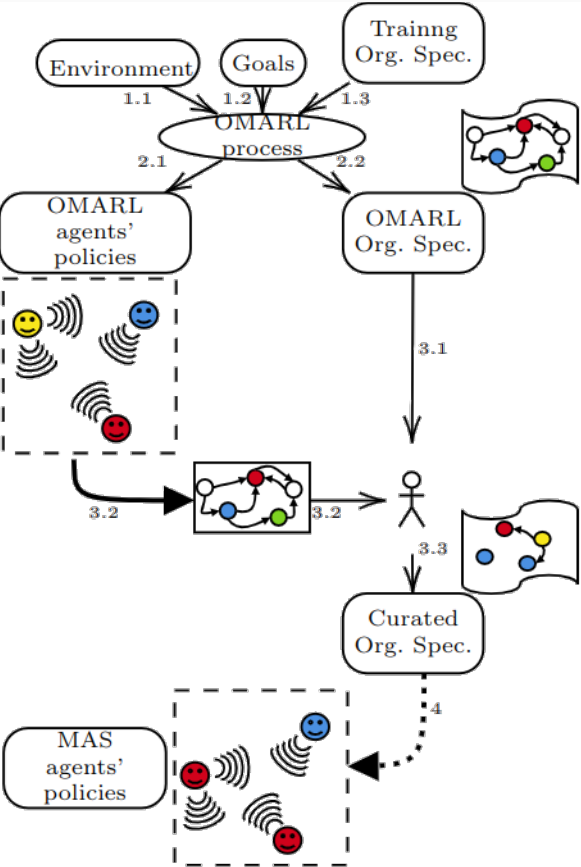 Trainng
Org. Spec.
Environment
Goals
1.1
1.2
1.3
OMARL
process
2.1
2.2
OMARL
agents'
policies
OMARL
Org. Spec.
3.1
3.2
3.2
3.3
Curated
Org. Spec.
4
MAS
agents'
policies